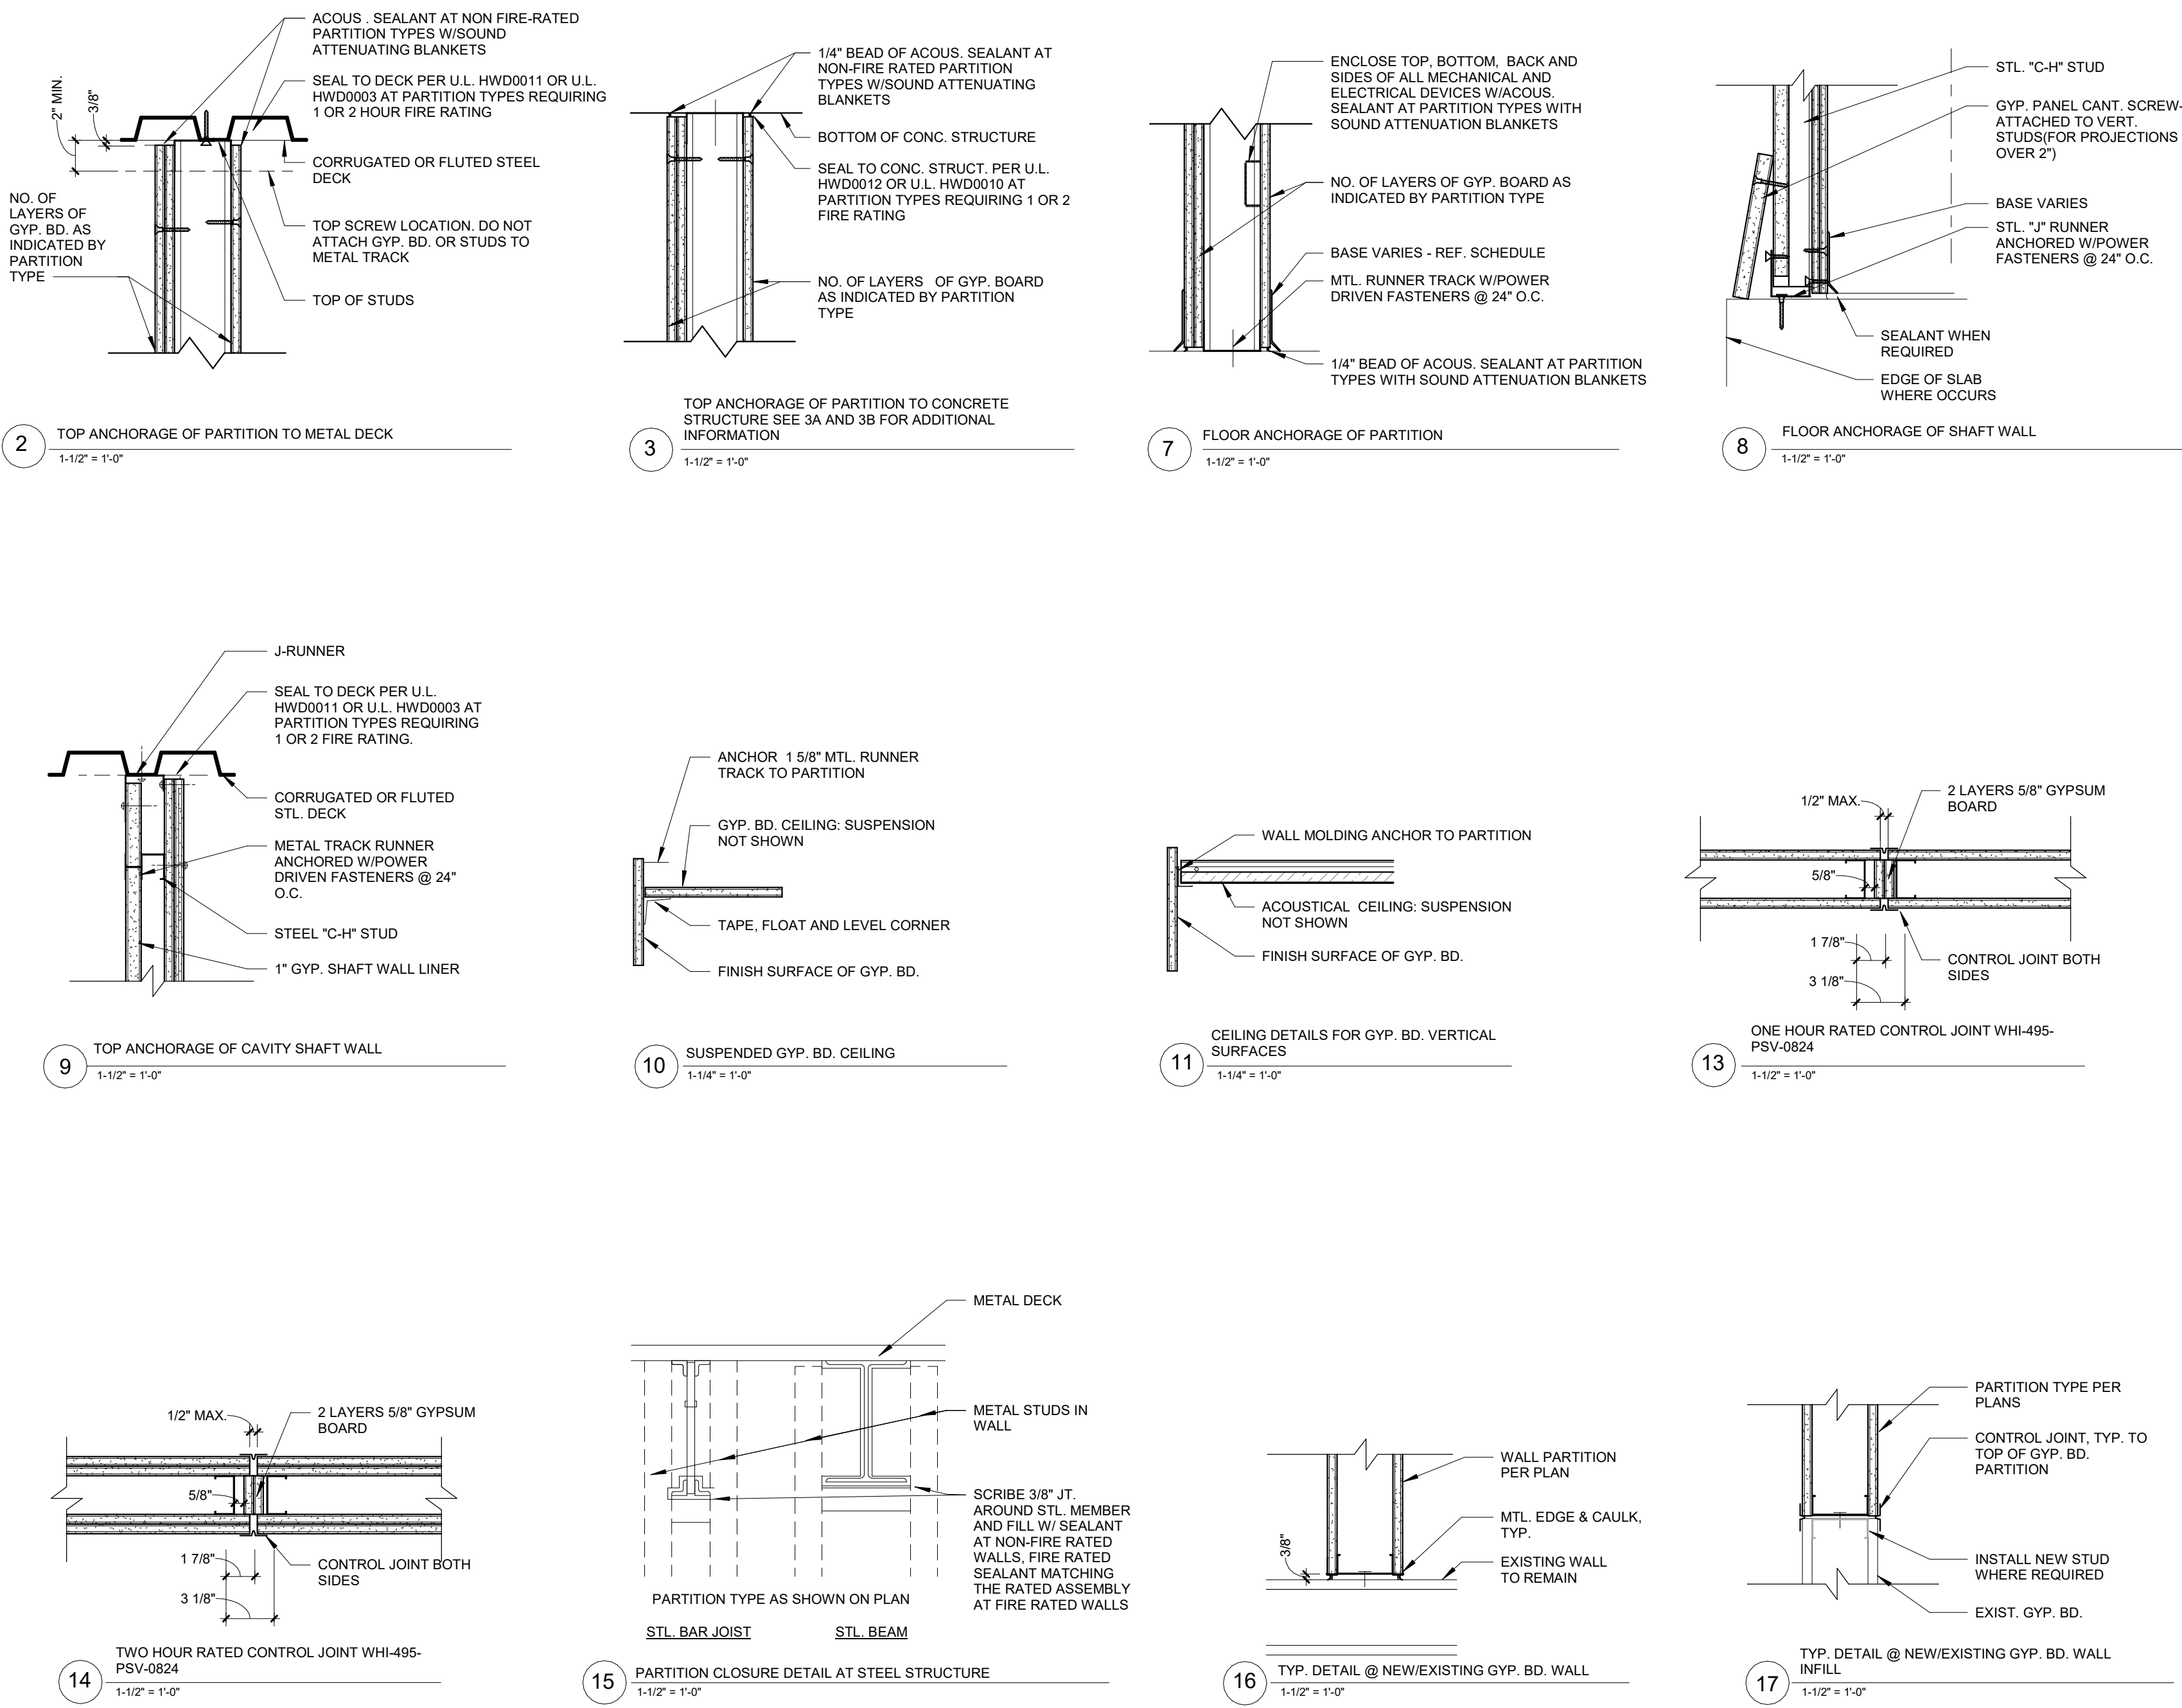 ACOUS . SEALANT AT NON FIRE-RATED
PARTITION TYPES W/SOUND
ATTENUATING BLANKETS
SEAL TO DECK PER U.L. HWD0011 OR U.L.
HWD0003 AT PARTITION TYPES REQUIRING
1 OR 2 HOUR FIRE RATING
2" MIN.
3/8"
CORRUGATED OR FLUTED STEEL
DECK
NO. OF
LAYERS OF
GYP. BD. AS
INDICATED BY
PARTITION
TYPE
TOP SCREW LOCATION. DO NOT
ATTACH GYP. BD. OR STUDS TO
METAL TRACK
TOP OF STUDS
2
TOP ANCHORAGE OF PARTITION TO METAL DECK
1-1/2" = 1'-0"
1/4" BEAD OF ACOUS. SEALANT AT
NON-FIRE RATED PARTITION
TYPES W/SOUND ATTENUATING
BLANKETS
BOTTOM OF CONC. STRUCTURE
SEAL TO CONC. STRUCT. PER U.L.
HWD0012 OR U.L. HWD0010 AT
PARTITION TYPES REQUIRING 1 OR 2
FIRE RATING
NO. OF LAYERS OF GYP. BOARD
AS INDICATED BY PARTITION
TYPE
3
TOP ANCHORAGE OF PARTITION TO CONCRETE
STRUCTURE SEE 3A AND 3B FOR ADDITIONAL
INFORMATION
1-1/2" = 1'-0"
ENCLOSE TOP, BOTTOM, BACK AND
SIDES OF ALL MECHANICAL AND
ELECTRICAL DEVICES W/ACOUS.
SEALANT AT PARTITION TYPES WITH
SOUND ATTENUATION BLANKETS
NO. OF LAYERS OF GYP. BOARD AS
INDICATED BY PARTITION TYPE
BASE VARIES - REF. SCHEDULE
MTL. RUNNER TRACK W/POWER
DRIVEN FASTENERS @ 24" O.C.
1/4" BEAD OF ACOUS. SEALANT AT PARTITION
TYPES WITH SOUND ATTENUATION BLANKETS
7
FLOOR ANCHORAGE OF PARTITION
1-1/2" = 1'-0"
STL. "C-H" STUD
GYP. PANEL CANT. SCREW-
ATTACHED TO VERT.
STUDS(FOR PROJECTIONS
OVER 2")
BASE VARIES
STL. "J" RUNNER
ANCHORED W/POWER
FASTENERS @ 24" O.C.
SEALANT WHEN
REQUIRED
EDGE OF SLAB
WHERE OCCURS
8
FLOOR ANCHORAGE OF SHAFT WALL
1-1/2" = 1'-0"
J-RUNNER
SEAL TO DECK PER U.L.
HWD0011 OR U.L. HWD0003 AT
PARTITION TYPES REQUIRING
1 OR 2 FIRE RATING.
CORRUGATED OR FLUTED
STL. DECK
METAL TRACK RUNNER
ANCHORED W/POWER
DRIVEN FASTENERS @ 24"
O.C.
STEEL "C-H" STUD
1" GYP. SHAFT WALL LINER
9
TOP ANCHORAGE OF CAVITY SHAFT WALL
1-1/2" = 1'-0"
ANCHOR 1 5/8" MTL. RUNNER
TRACK TO PARTITION
GYP. BD. CEILING: SUSPENSION
NOT SHOWN
TAPE, FLOAT AND LEVEL CORNER
FINISH SURFACE OF GYP. BD.
10
SUSPENDED GYP. BD. CEILING
1-1/4" = 1'-0"
WALL MOLDING ANCHOR TO PARTITION
ACOUSTICAL CEILING: SUSPENSION
NOT SHOWN
FINISH SURFACE OF GYP. BD.
11
CEILING DETAILS FOR GYP. BD. VERTICAL
SURFACES
1-1/4" = 1'-0"
1/2" MAX.
2 LAYERS 5/8" GYPSUM
BOARD
5/8"
1 7/8"
3 1/8"
CONTROL JOINT BOTH
SIDES
13
ONE HOUR RATED CONTROL JOINT WHI-495-
PSV-0824
1-1/2" = 1'-0"
1/2" MAX.
2 LAYERS 5/8" GYPSUM
BOARD
5/8"
1 7/8"
3 1/8"
CONTROL JOINT BOTH
SIDES
14
TWO HOUR RATED CONTROL JOINT WHI-495-
PSV-0824
1-1/2" = 1'-0"
METAL DECK
METAL STUDS IN
WALL
SCRIBE 3/8" JT.
AROUND STL. MEMBER
AND FILL W/ SEALANT
AT NON-FIRE RATED
WALLS, FIRE RATED
SEALANT MATCHING
THE RATED ASSEMBLY
AT FIRE RATED WALLS
PARTITION TYPE AS SHOWN ON PLAN
STL. BAR JOIST
STL. BEAM
15
PARTITION CLOSURE DETAIL AT STEEL STRUCTURE
1-1/2" = 1'-0"
WALL PARTITION
PER PLAN
MTL. EDGE & CAULK,
TYP.
3/8"
EXISTING WALL
TO REMAIN
16
TYP. DETAIL @ NEW/EXISTING GYP. BD. WALL
1-1/2" = 1'-0"
PARTITION TYPE PER
PLANS
CONTROL JOINT, TYP. TO
TOP OF GYP. BD.
PARTITION
INSTALL NEW STUD
WHERE REQUIRED
EXIST. GYP. BD.
17
TYP. DETAIL @ NEW/EXISTING GYP. BD. WALL
INFILL
1-1/2" = 1'-0"